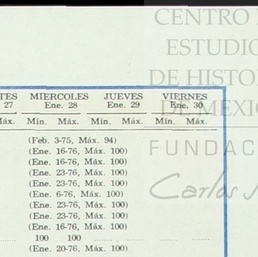 CENTRO
ESTUDIO
DE HISTOR
DE MEXIC
FUNDAC
Carlos
TES MIERCOLES JUEVES VIERNES
27 Ene. 28 Ene. 29 Ene. 30
Máx. Mín. Máx. Mín. Máx. Mín. Máx.
(Feb. 3-75, Máx. 94)
(Ene. 16-76, Máx. 100)
(Ene. 16-76, Máx. 100)
(Ene. 23-76, Máx. 100)
(Ene. 23-76, Máx. 100)
(Ene. 6-76, Máx. 100)
(Ene. 23-76, Máx. 100)
(Ene. 23-76, Máx. 100)
(Ene. 16-76, Máx. 100)
100 100
(Ene. 20-76, Máx. 100)